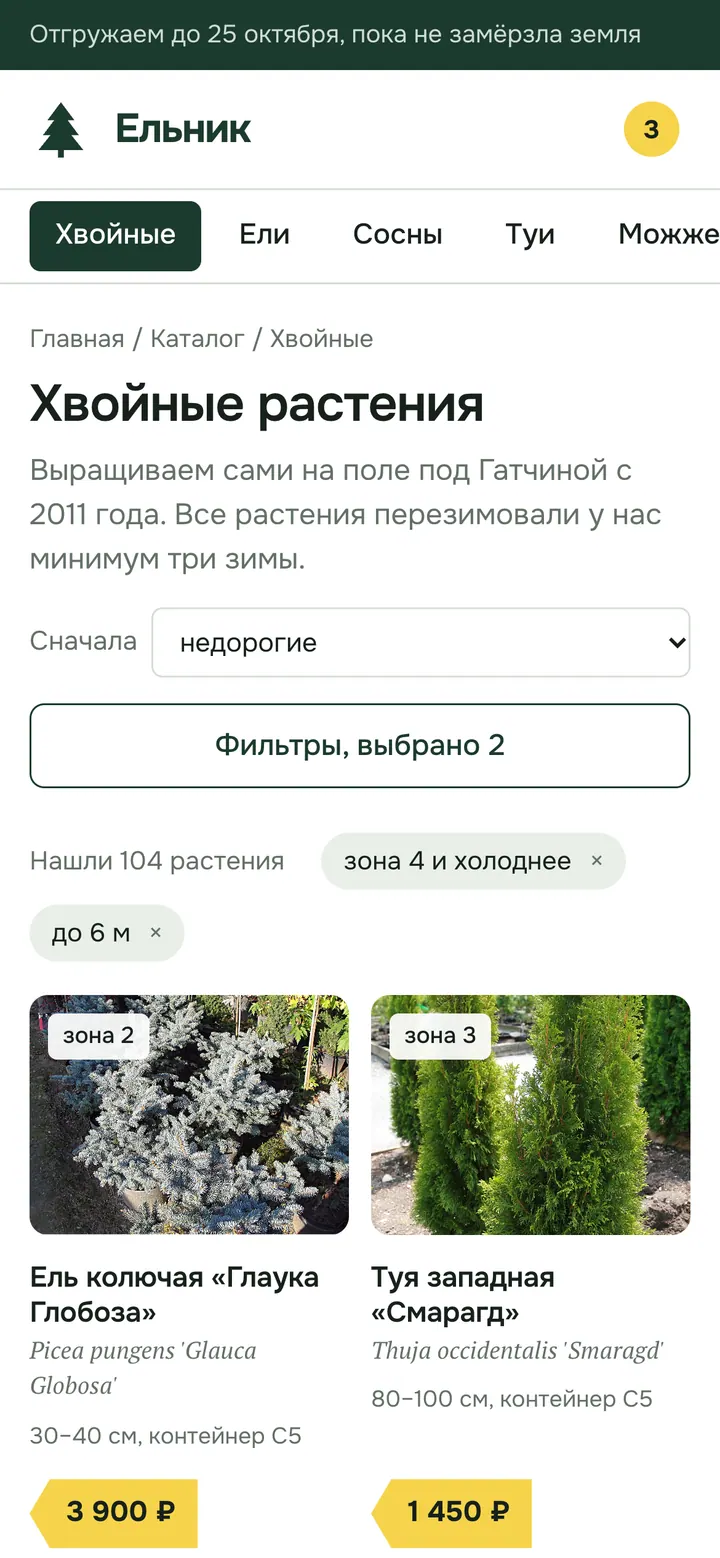 Отгружаем до 25 октября, пока не замёрзла земля
Ельник
3
Хвойные
Ели
Сосны
Туи
Можже
Главная / Каталог / Хвойные
Хвойные растения
Выращиваем сами на поле под Гатчиной с
2011 года. Все растения перезимовали у нас
минимум три зимы.
Сначала
недорогие
Фильтры, выбрано 2
Нашли 104 растения
зона 4 и холоднее ×
до 6 м ×
зона 2
Ель колючая «Глаука
Глобоза»
Picea pungens 'Glauca
Globosa'
30–40 см, контейнер C5
3 900 ₽
зона 3
Туя западная
«Смарагд»
Thuja occidentalis 'Smaragd'
80–100 см, контейнер C5
1 450 ₽